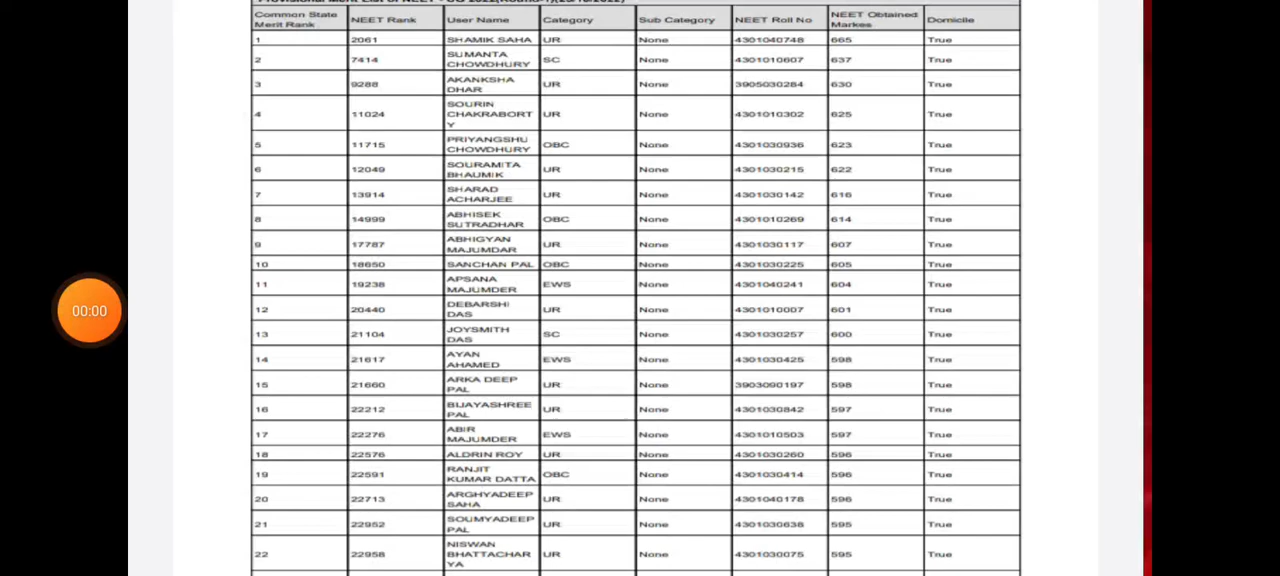 Provisional Merit List of NEET - UG 2022(Round-1)
Common State NEET Rank User Name Category Sub Category NEET Roll No NEET Obtained Domicile
Merit Rank Markes
1 2061 SHAMIK SAHA UR None 4301040748 665 True
2 7414 SUMANTA CHOWDHURY SC None 4301010607 637 True
3 9288 AKANKSHA DHAR UR None 3905030284 630 True
4 11024 SOURIN CHAKRABORT Y UR None 4301010302 625 True
5 11715 PRIYANGSHU CHOWDHURY OBC None 4301030936 623 True
6 12049 SOURAMITA BHAUMIK UR None 4301030215 622 True
7 13914 SHARAD ACHARJEE UR None 4301030142 616 True
8 14999 ABHISEK SUTRADHAR OBC None 4301010269 614 True
9 17787 ABHIGYAN MAJUMDAR UR None 4301030117 607 True
10 18650 SANCHAN PAL OBC None 4301030225 605 True
11 19238 APSANA MAJUMDER EWS None 4301040241 604 True
12 20440 DEBARSHI DAS UR None 4301010007 601 True
13 21104 JOYSMITH DAS SC None 4301030257 600 True
14 21617 AYAN AHAMED EWS None 4301030425 598 True
15 21660 ARKA DEEP PAL UR None 3903090197 598 True
16 22212 BIJAYASHREE PAL UR None 4301030842 597 True
17 22276 ABIR MAJUMDER EWS None 4301010503 597 True
18 22576 ALDRIN ROY UR None 4301030260 596 True
19 22591 RANJIT KUMAR DATTA OBC None 4301030414 596 True
20 22713 ARGHYADEEP SAHA UR None 4301040178 596 True
21 22952 SOUMYADEEP PAL UR None 4301030638 595 True
22 22958 NISWAN BHATTACHAR YA UR None 4301030075 595 True
00:00